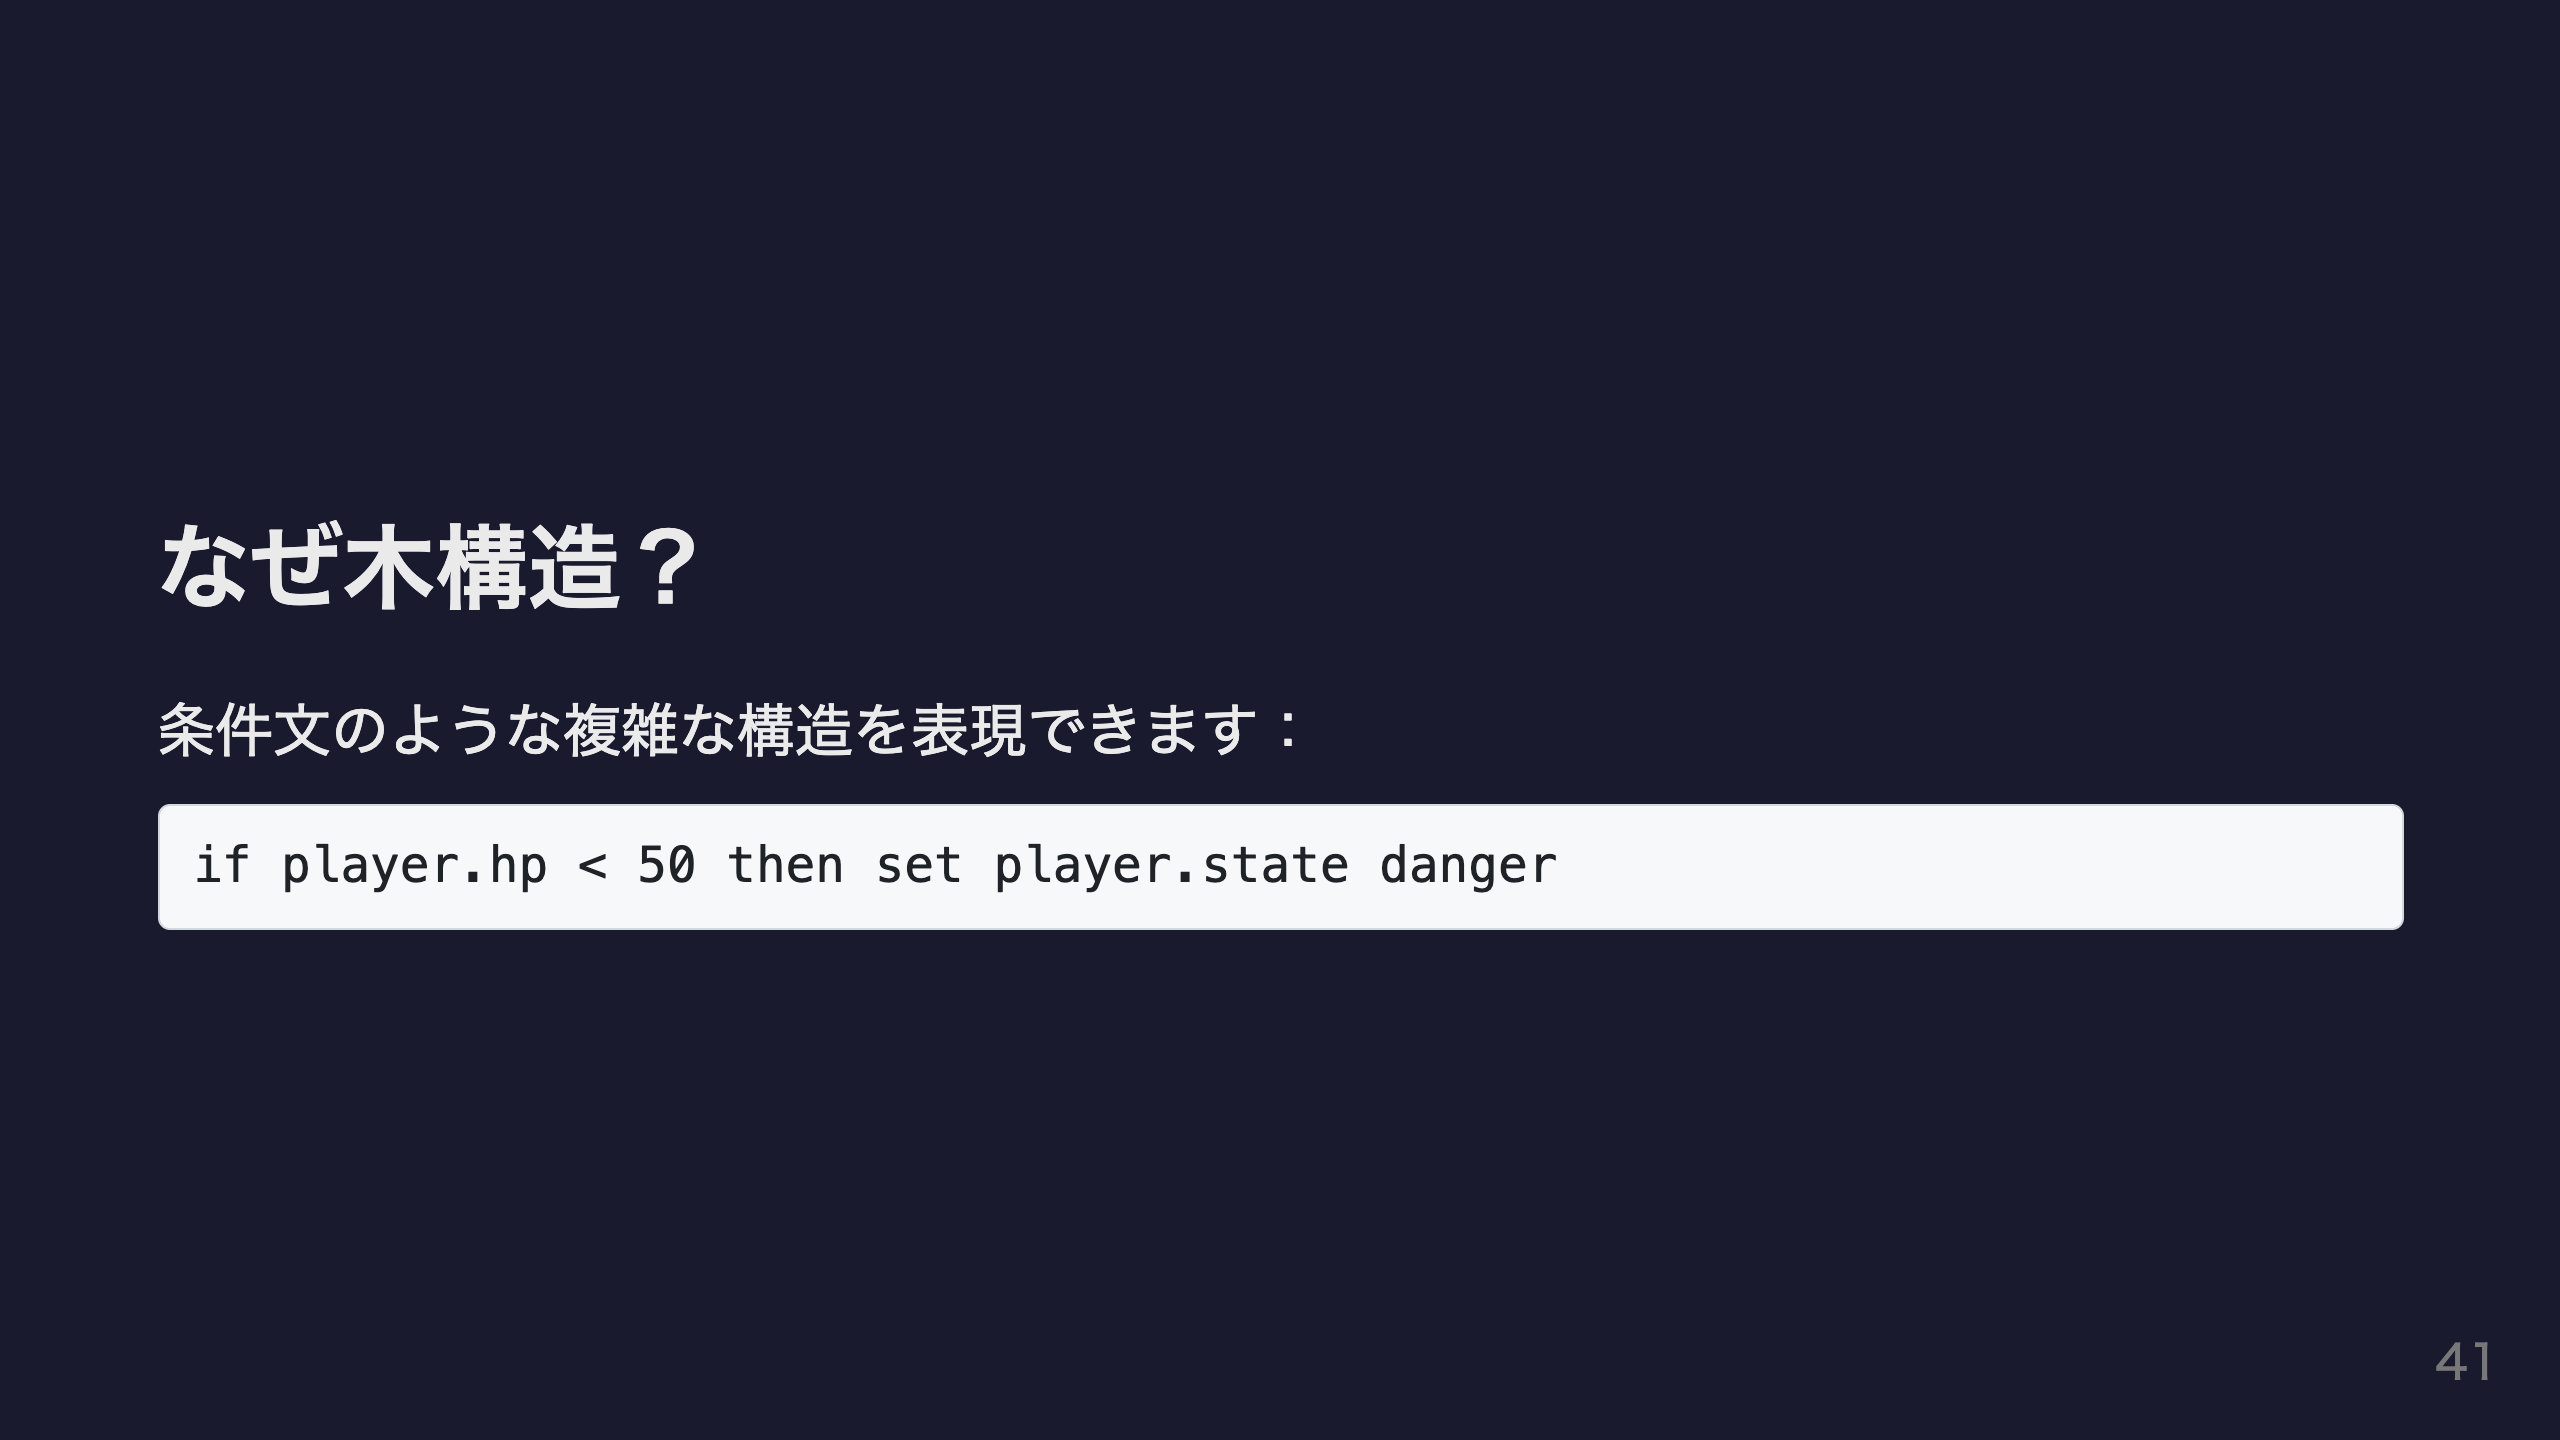 なぜ木構造？
条件文のような複雑な構造を表現できます：
if player.hp < 50 then set player.state danger
41